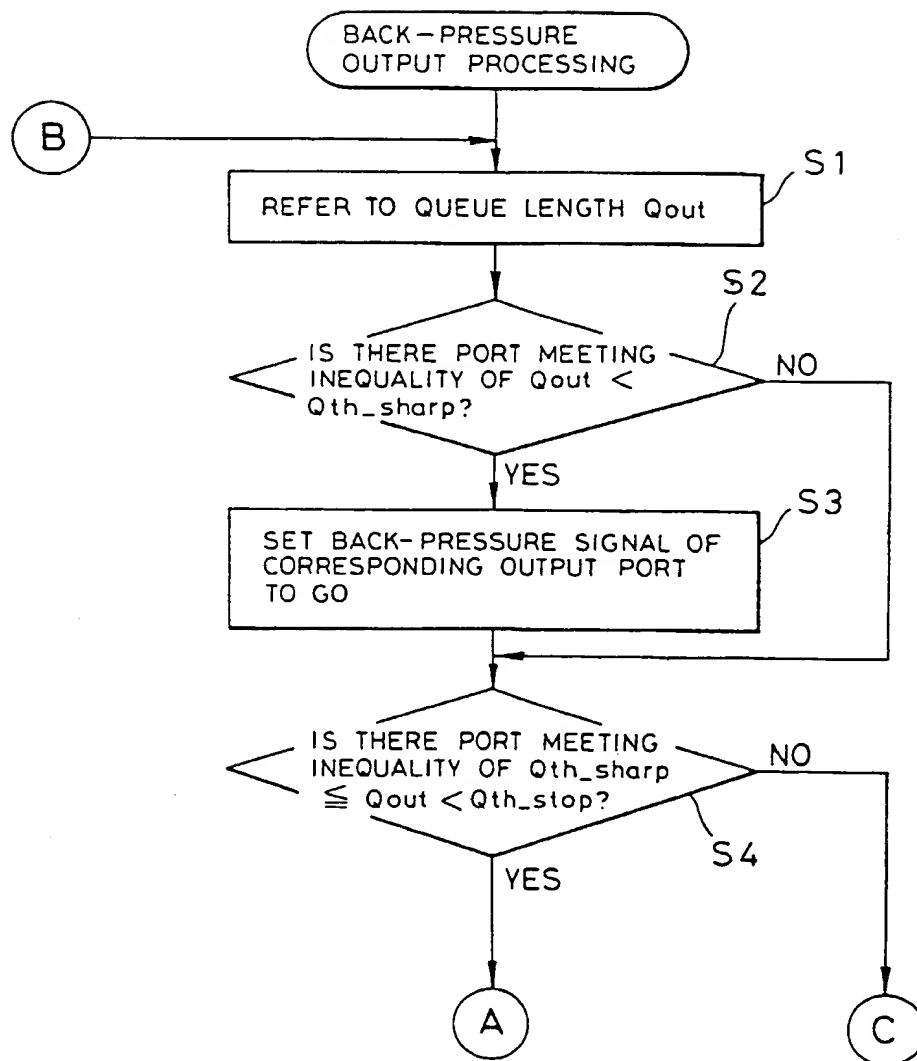 BACK-PRESSURE
OUTPUT PROCESSING
B
S1
REFER TO QUEUE LENGTH Qout
S2
IS THERE PORT MEETING
INEQUALITY OF Qout <
Qth_sharp?
NO
YES
S3
SET BACK-PRESSURE SIGNAL OF
CORRESPONDING OUTPUT PORT
TO GO
IS THERE PORT MEETING
INEQUALITY OF Qth_sharp
≦ Qout < Qth_stop?
NO
S4
YES
A
C